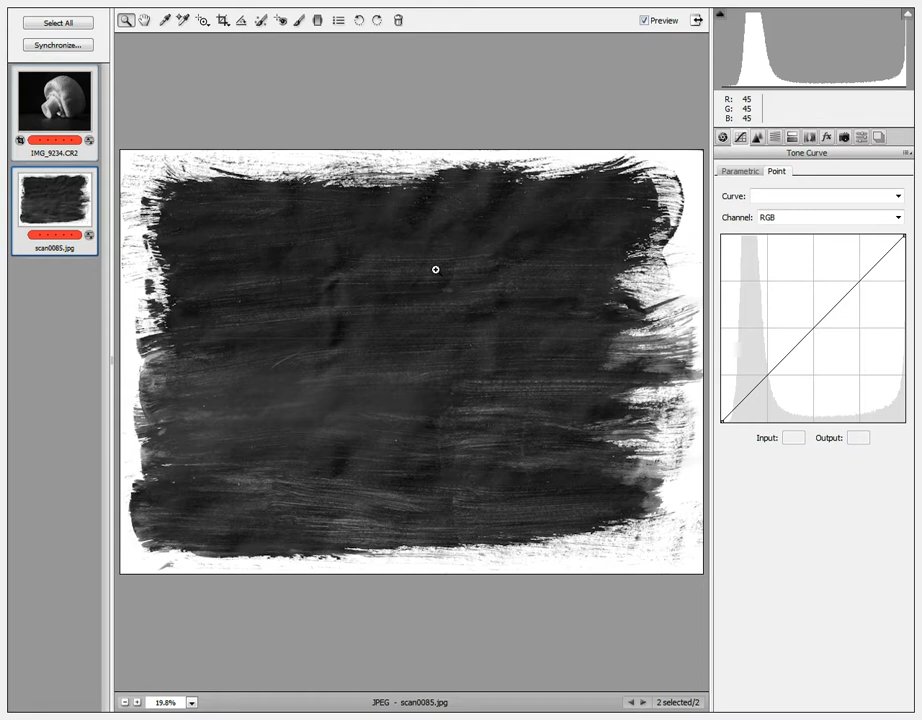 Select All
Synchronize...
IMG_9234.CR2
scan0085.jpg
Preview
R: 45
G: 45
B: 45
Tone Curve
Parametric Point
Curve:
Channel: RGB
Input: Output:
19.8% JPEG - scan0085.jpg 2 selected/2